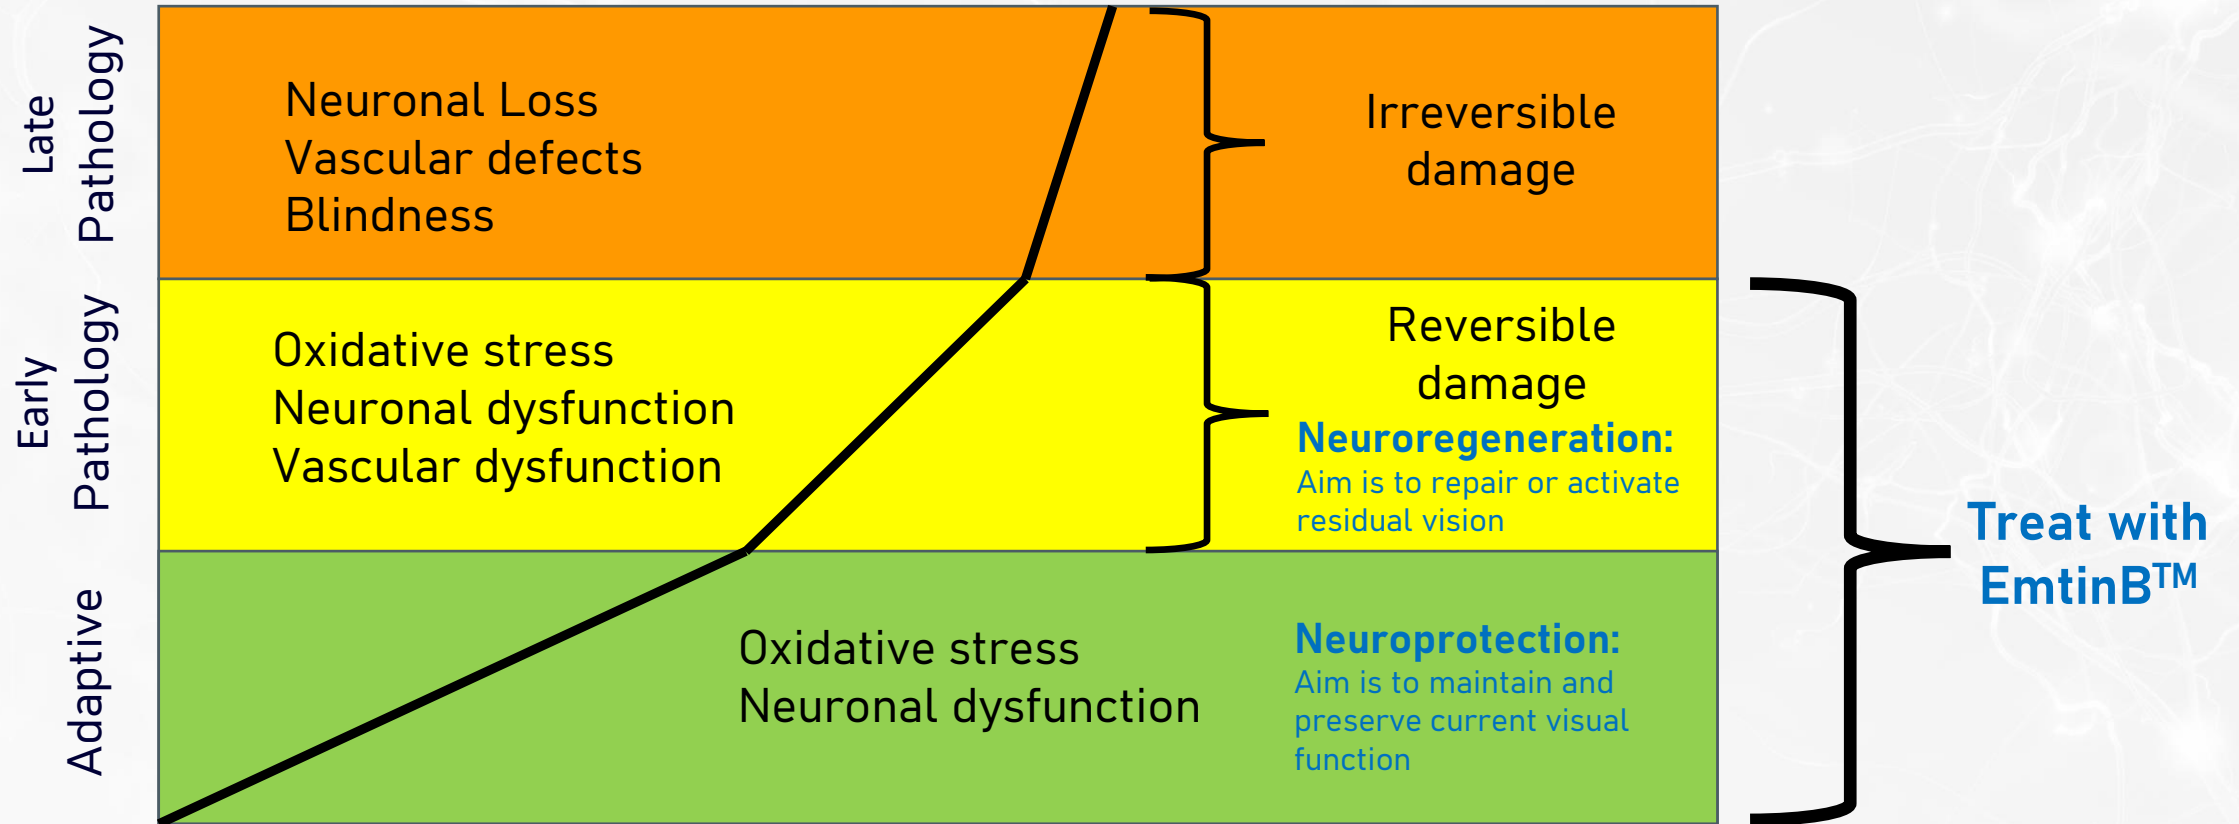 Late
Pathology
Neuronal Loss
Vascular defects
Blindness
Irreversible
damage
Early
Pathology
Oxidative stress
Neuronal dysfunction
Vascular dysfunction
Reversible
damage
Neuroregeneration:
Aim is to repair or activate
residual vision
Adaptive
Oxidative stress
Neuronal dysfunction
Neuroprotection:
Aim is to maintain and
preserve current visual
function
Treat with
EmtinB™